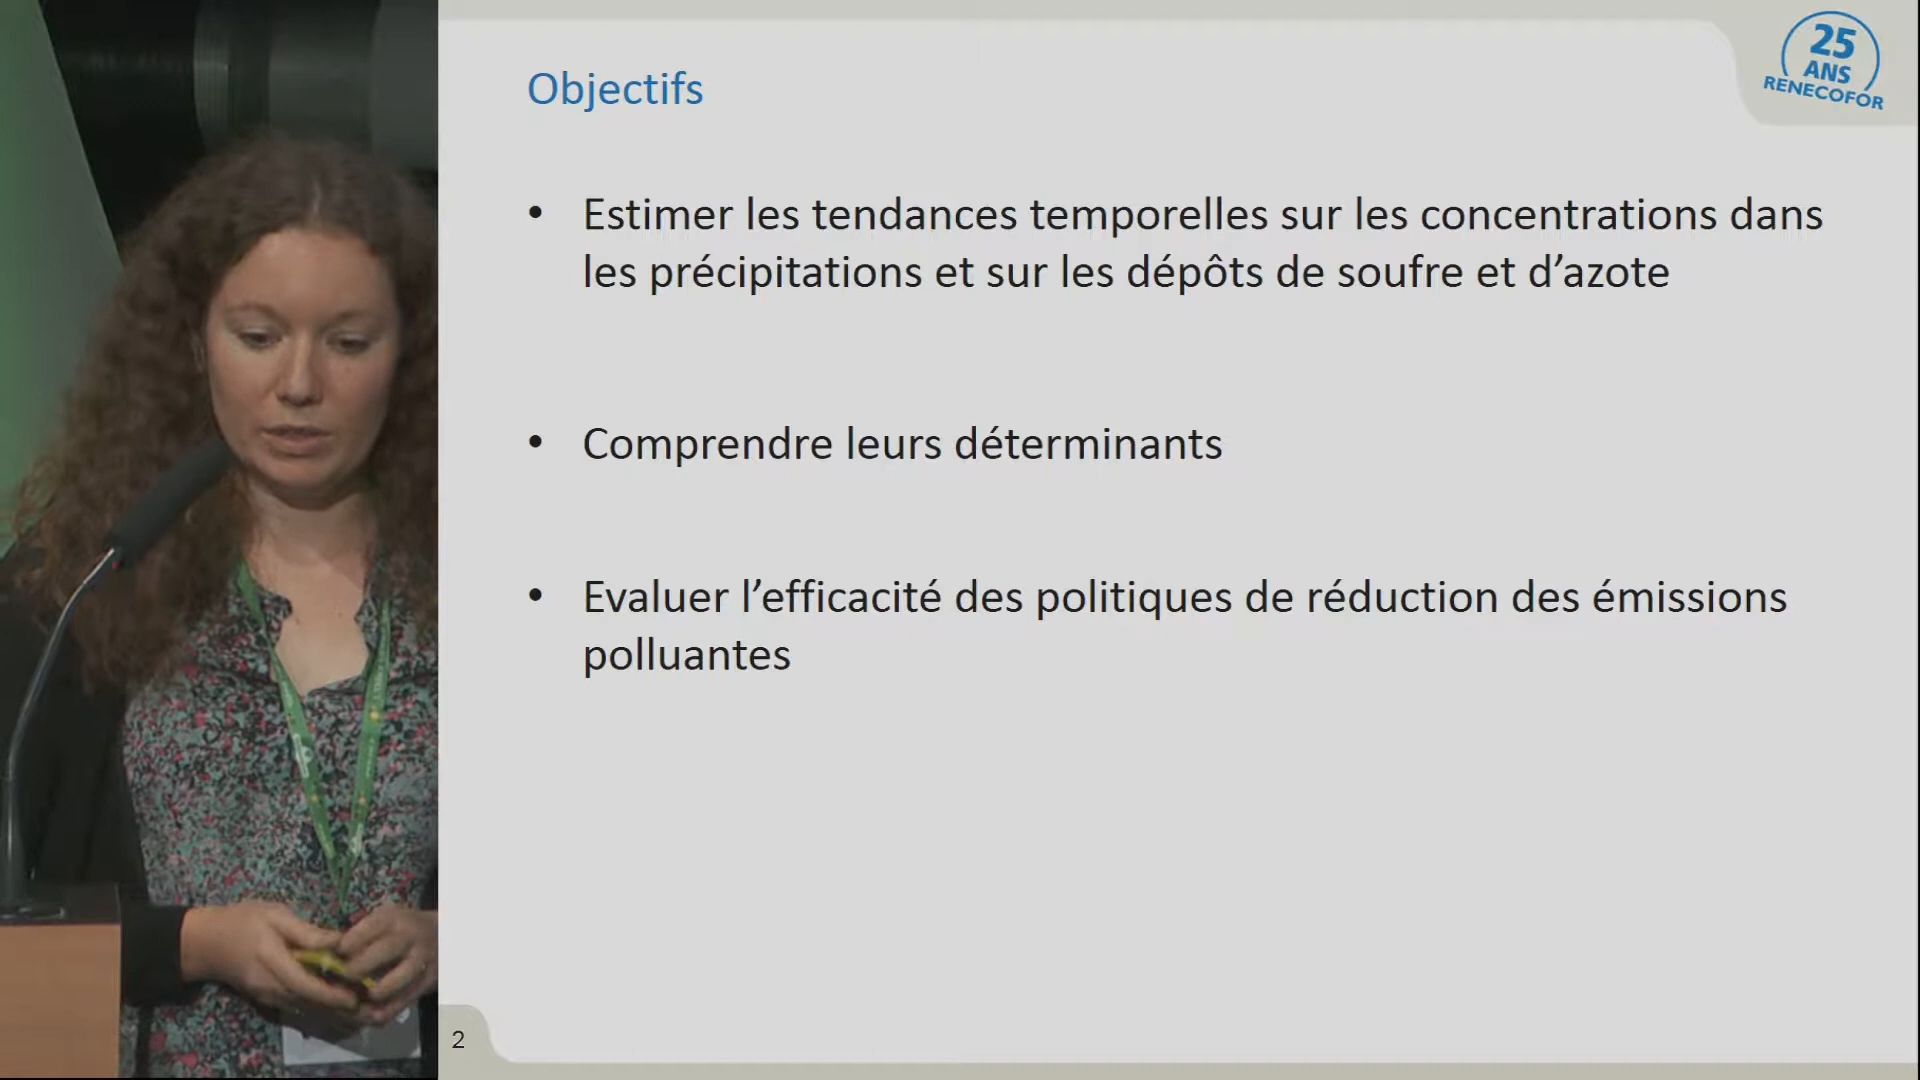 25
ANS
RENECOFOR
Objectifs
• Estimer les tendances temporelles sur les concentrations dans
les précipitations et sur les dépôts de soufre et d’azote
• Comprendre leurs déterminants
• Evaluer l’efficacité des politiques de réduction des émissions
polluantes
2